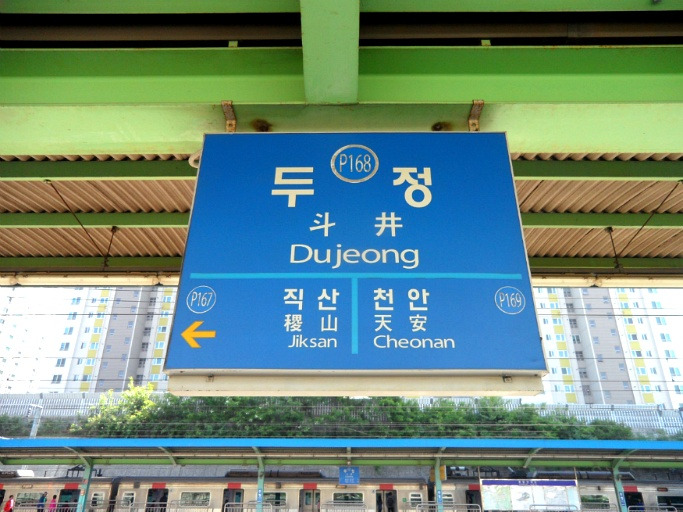 P168
두 정
斗 井
Dujeong
P167
직 산
稷 山
Jiksan
천 안
天 安
Cheonan
P169